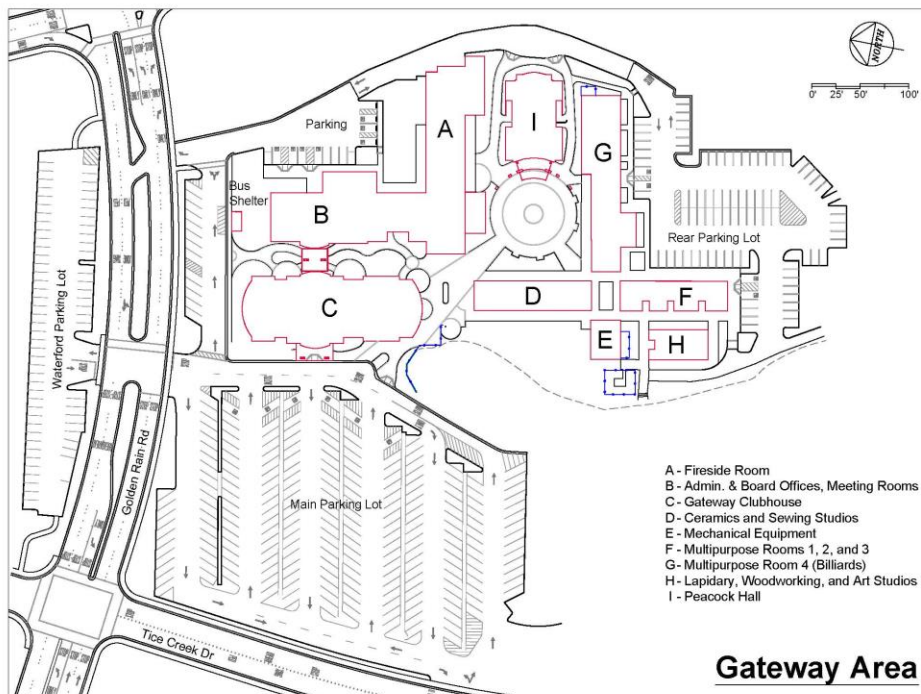 NORTH
0' 25' 50' 100'
Parking
A
I
G
Bus
Shelter
B
Rear Parking Lot
C
D
F
E
H
Waterford Parking Lot
Golden Rain Rd
Main Parking Lot
Tice Creek Dr
A - Fireside Room
B - Admin. & Board Offices, Meeting Rooms
C - Gateway Clubhouse
D - Ceramics and Sewing Studios
E - Mechanical Equipment
F - Multipurpose Rooms 1, 2, and 3
G - Multipurpose Room 4 (Billiards)
H - Lapidary, Woodworking, and Art Studios
I - Peacock Hall
Gateway Area